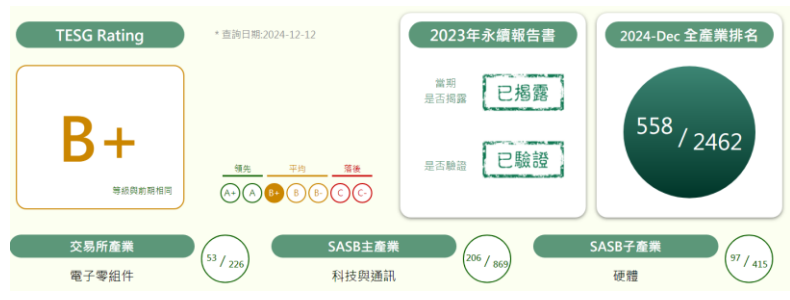 TESG Rating
* 查詢日期:2024-12-12
2023年永續報告書
2024-Dec 全產業排名
B+
等級與前期相同
領先 平均 落後
A+ A B+ B B- C C-
當期
是否揭露
已揭露
是否驗證
已驗證
558 / 2462
交易所產業
53 / 226
SASB主產業
206 / 869
SASB子產業
97 / 415
電子零組件
科技與通訊
硬體